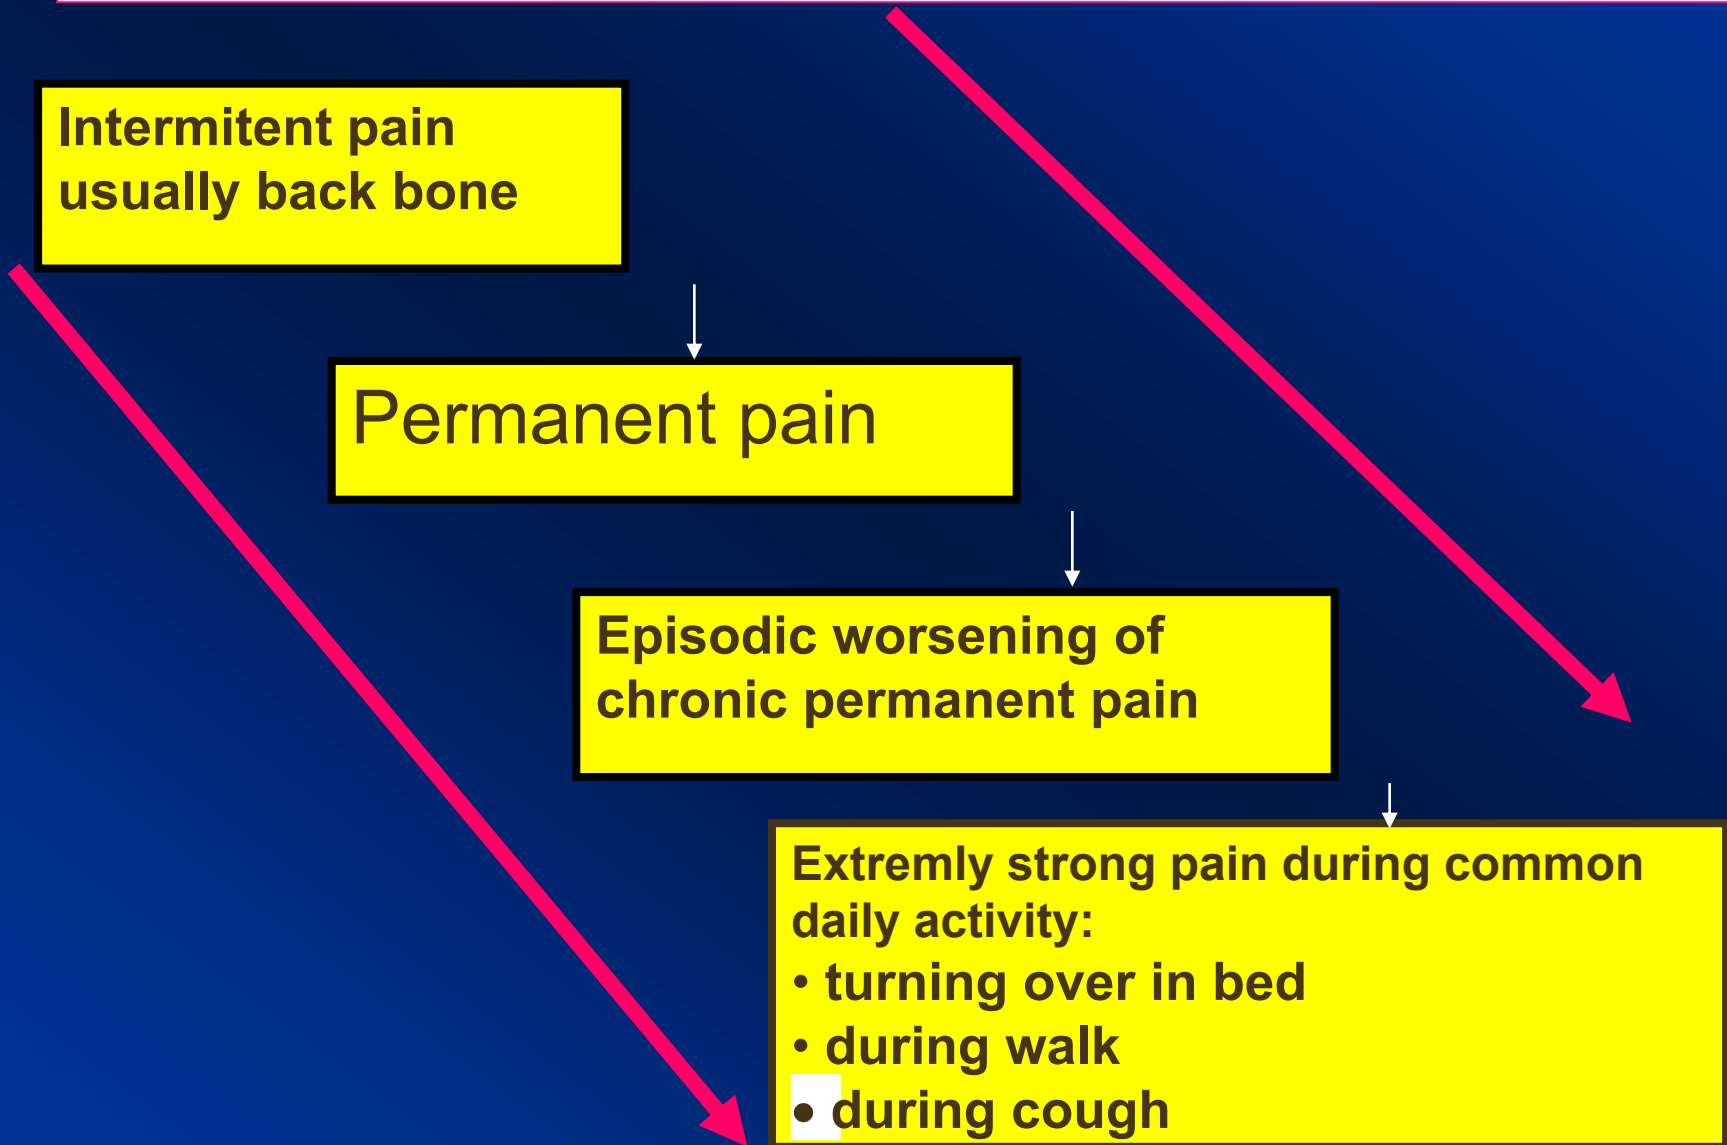 Intermitent pain
usually back bone
Permanent pain
Episodic worsening of
chronic permanent pain
Extremly strong pain during common
daily activity:
• turning over in bed
• during walk
• during cough